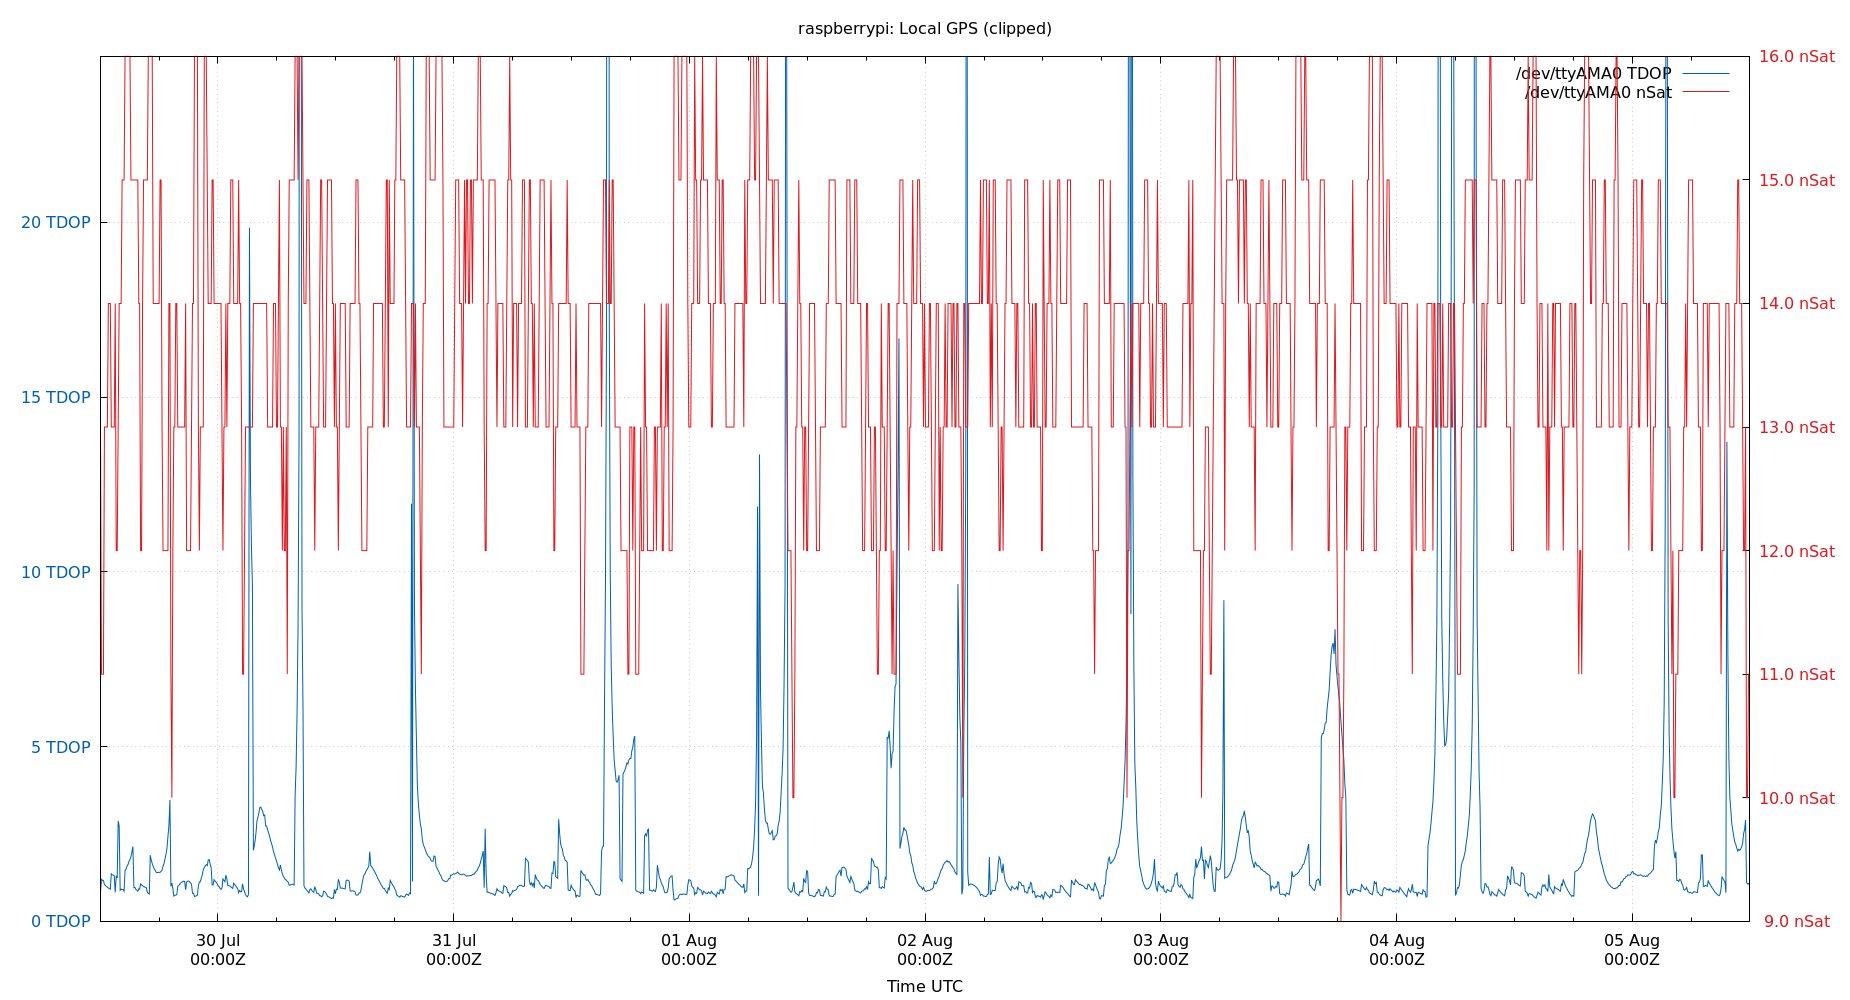 raspberrypi: Local GPS (clipped)
/dev/ttyAMA0 TDOP
/dev/ttyAMA0 nSat
20 TDOP
15 TDOP
10 TDOP
5 TDOP
0 TDOP
16.0 nSat
15.0 nSat
14.0 nSat
13.0 nSat
12.0 nSat
11.0 nSat
10.0 nSat
9.0 nSat
30 Jul
00:00Z
31 Jul
00:00Z
01 Aug
00:00Z
02 Aug
00:00Z
03 Aug
00:00Z
04 Aug
00:00Z
05 Aug
00:00Z
Time UTC